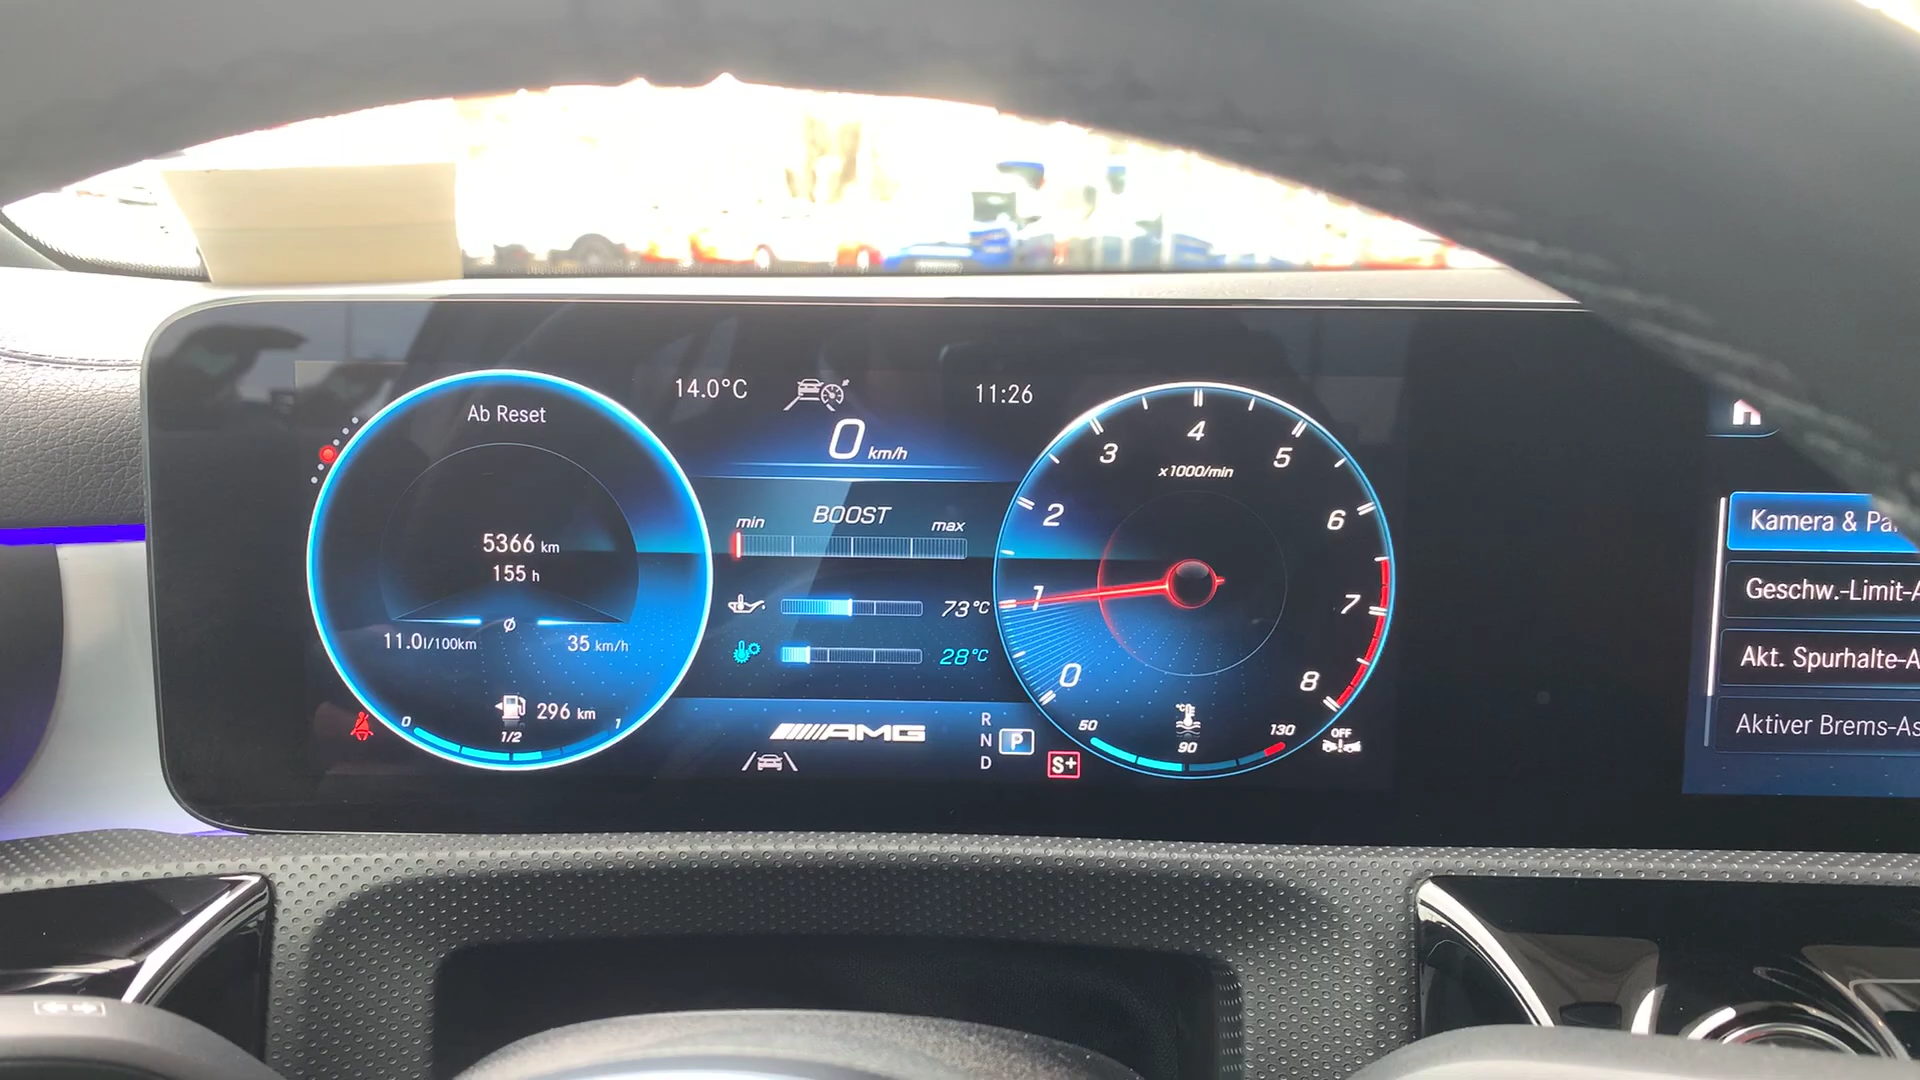 14.0°C
11:26
0 km/h
Ab Reset
5366 km
155 h
Ø
11.0l/100km
35 km/h
296 km
0
1/2
1
BOOST
min
max
73°C
28°C
AMG
R
N
D
P
S+
0
1
2
3
4
5
6
7
8
x1000/min
50
90
130
°C
OFF
Kamera & Pa
Geschw.-Limit-A
Akt. Spurhalte-A
Aktiver Brems-As